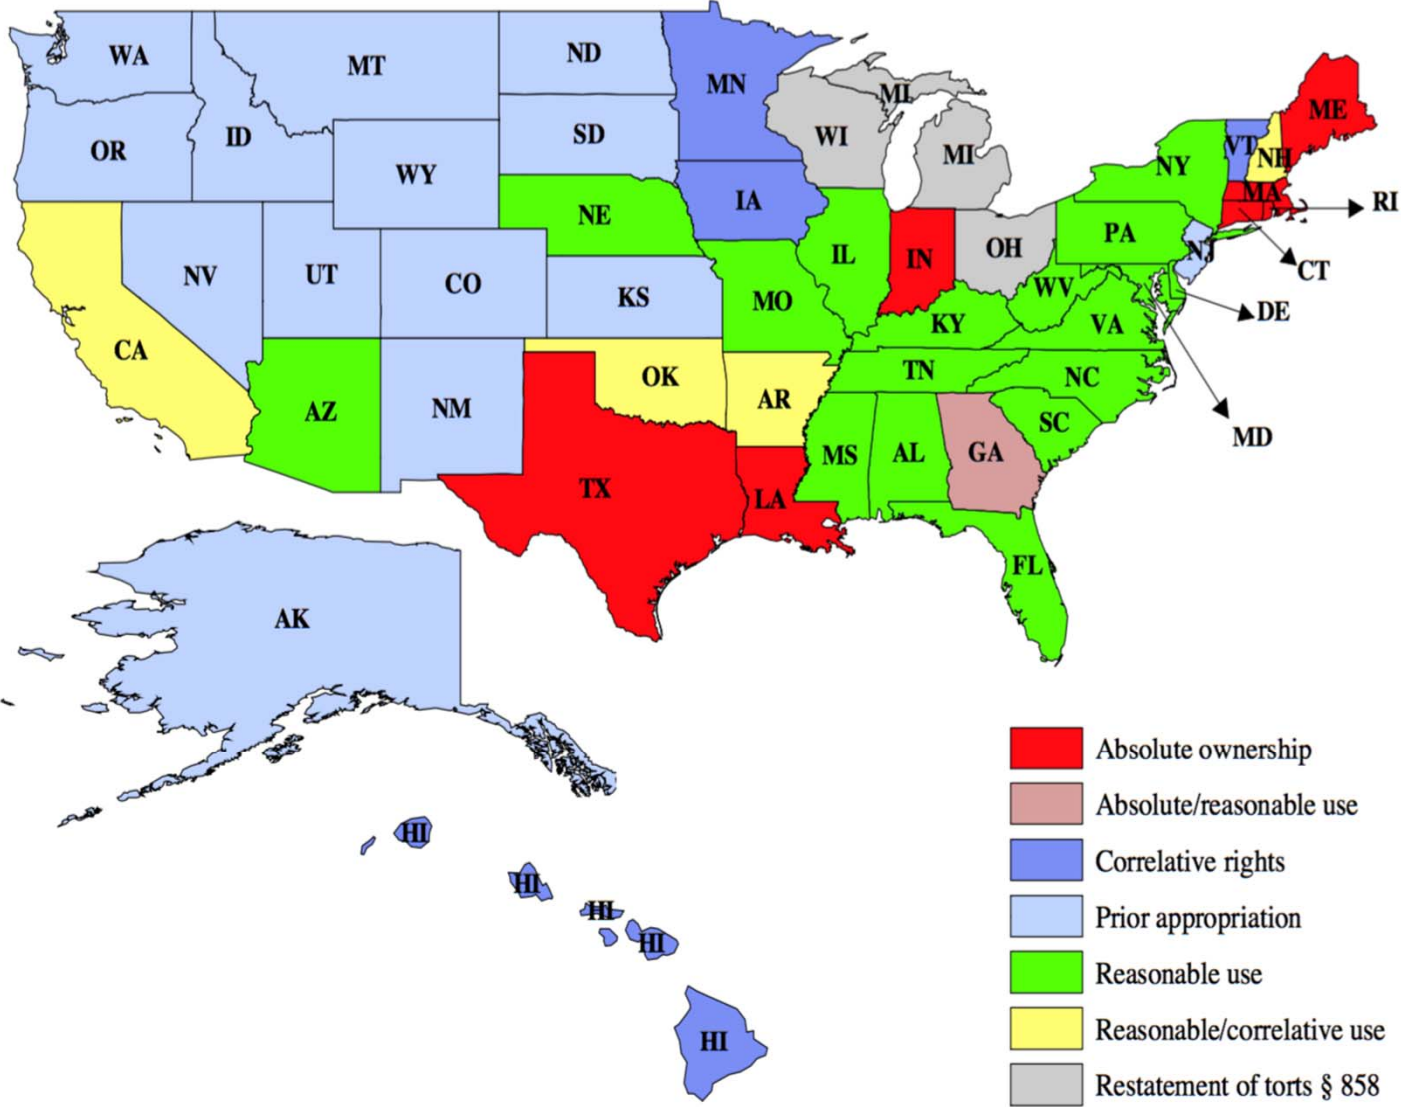 WA
MT
ND
MN
ME
MI
SD
WI
OR
ID
VT
NH
MI
NY
WY
MA
IA
RI
NE
PA
OH
NJ
IL
IN
NV
UT
CT
CO
WV
KS
MO
DE
KY
VA
CA
TN
NC
OK
AR
AZ
NM
SC
MD
MS
AL
GA
TX
LA
FL
AK
Absolute ownership
Absolute/reasonable use
HI
Correlative rights
HI
HI
Prior appropriation
HI
Reasonable use
Reasonable/correlative use
HI
Restatement of torts § 858